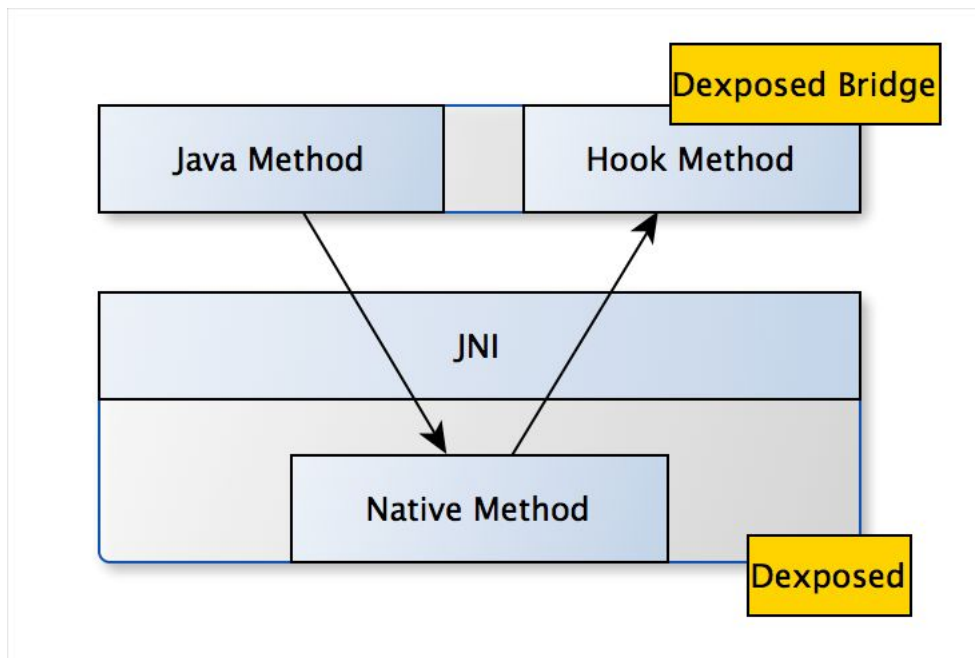 Dexposed Bridge
Java Method
Hook Method
JNI
Native Method
Dexposed